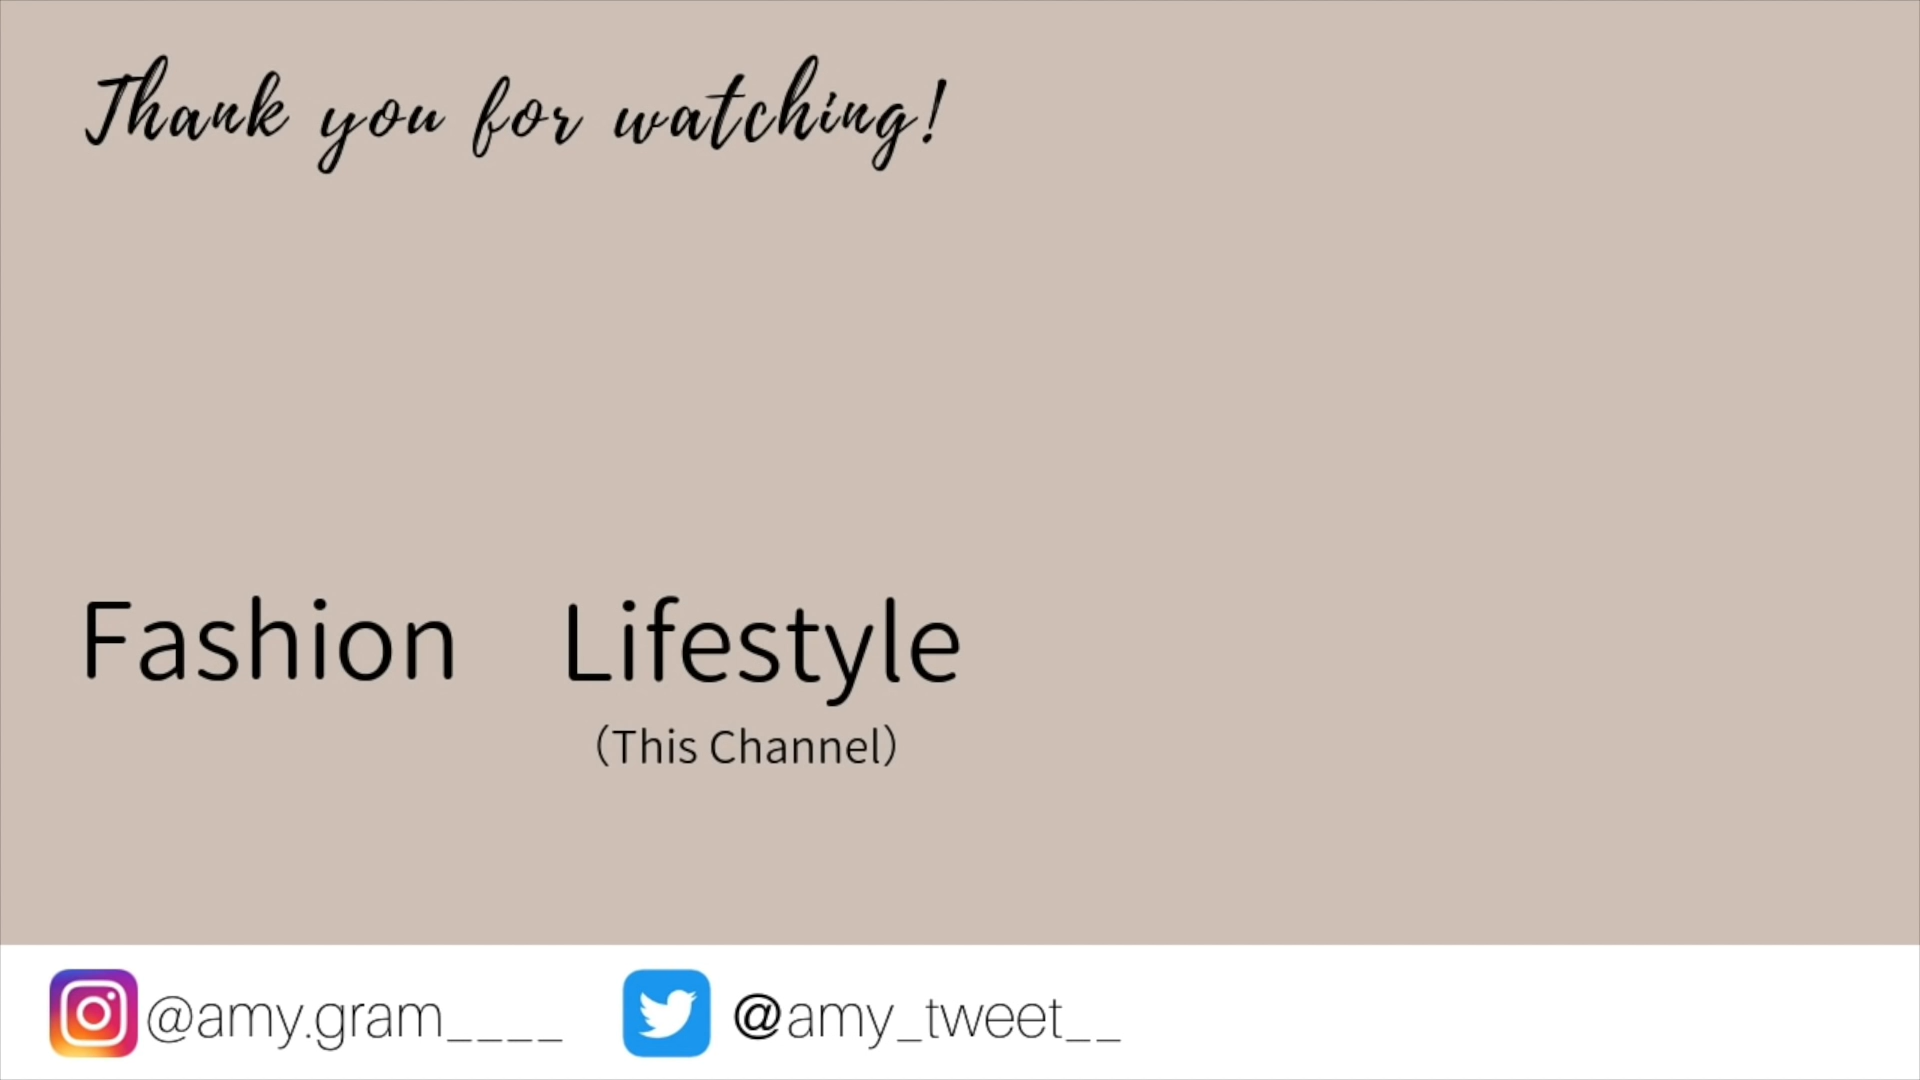 Thank you for watching!
Fashion Lifestyle
(This Channel)
@amy.gram____ @amy_tweet__